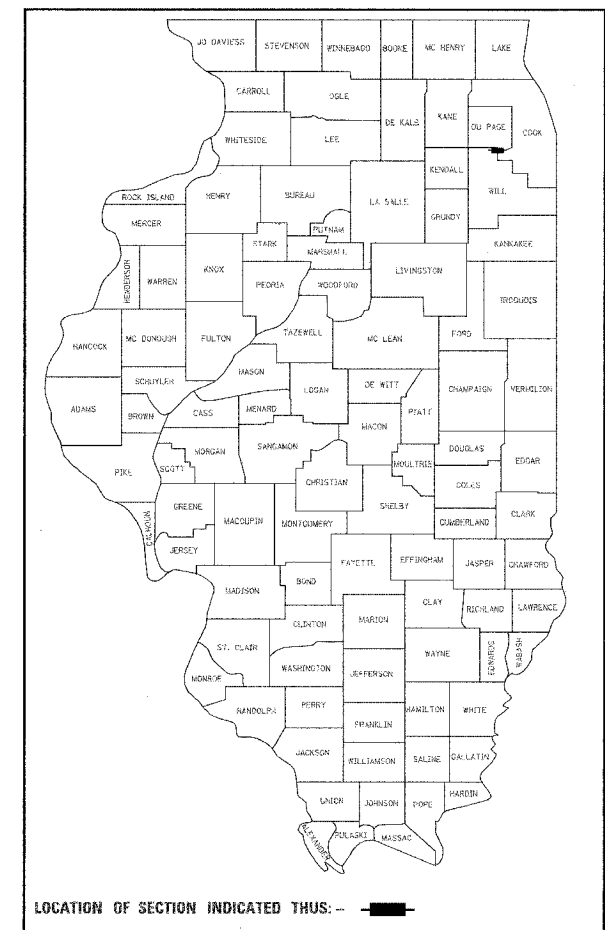 JO DAVIESS STEVENSON WINNEBAGO BOONE MC HENRY LAKE
CARROLL OGLE
DE KALB KANE DU PAGE COOK
WHITESIDE LEE
KENDALL
ROCK ISLAND HENRY BUREAU LA SALLE GRUNDY WILL
MERCER
PUTNAM
STARK MARSHALL KANKAKEE
HENDERSON WARREN KNOX PEORIA WOODFORD LIVINGSTON IROQUOIS
HANCOCK MC DONOUGH FULTON TAZEWELL MC LEAN FORD
MASON
SCHUYLER LOGAN DE WITT CHAMPAIGN VERMILION
ADAMS BROWN CASS MENARD MACON PIATT
MORGAN SANGAMON DOUGLAS EDGAR
PIKE SCOTT CHRISTIAN MOULTRIE COLES
CALHOUN GREENE MACOUPIN MONTGOMERY SHELBY CUMBERLAND CLARK
JERSEY
FAYETTE EFFINGHAM JASPER CRAWFORD
MADISON BOND
CLAY RICHLAND LAWRENCE
CLINTON MARION
ST. CLAIR WAYNE EDWARDS WABASH
WASHINGTON JEFFERSON
MONROE
RANDOLPH PERRY HAMILTON WHITE
FRANKLIN
JACKSON WILLIAMSON SALINE GALLATIN
UNION JOHNSON POPE HARDIN
ALEXANDER PULASKI MASSAC
LOCATION OF SECTION INDICATED THUS: -